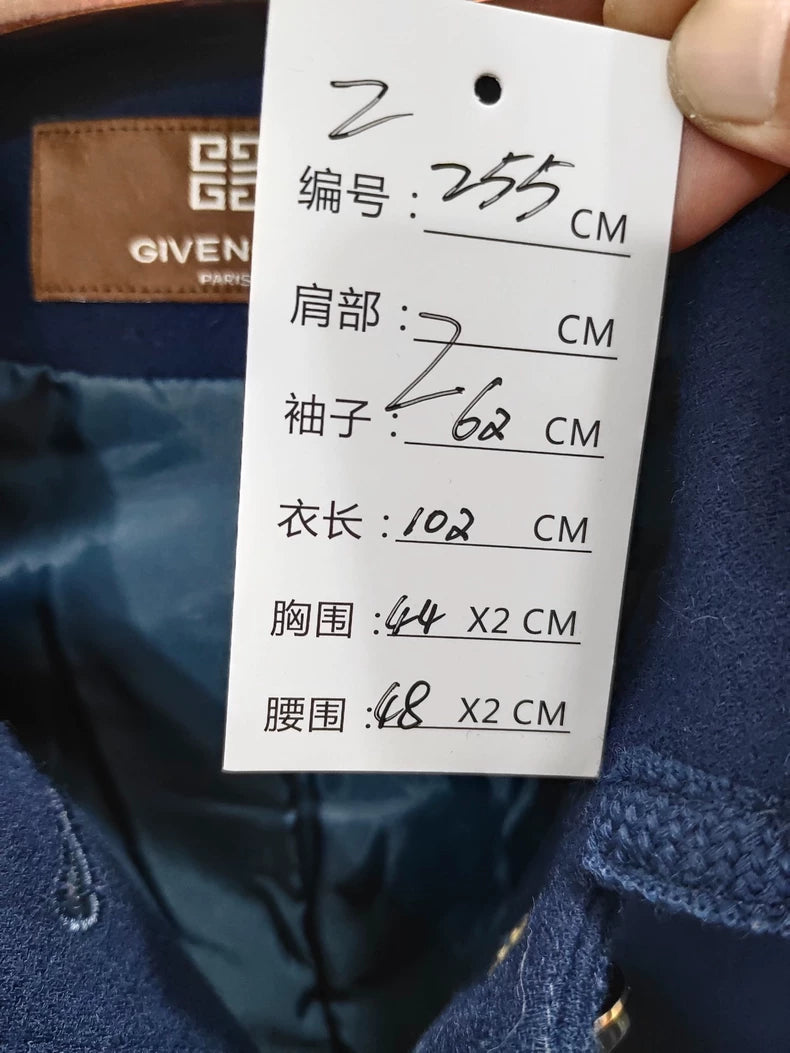 GIVEN
PARIS
Z
编号：255 CM
肩部： CM
Z
袖子：62 CM
衣长：102 CM
胸围：44 X2 CM
腰围：48 X2 CM